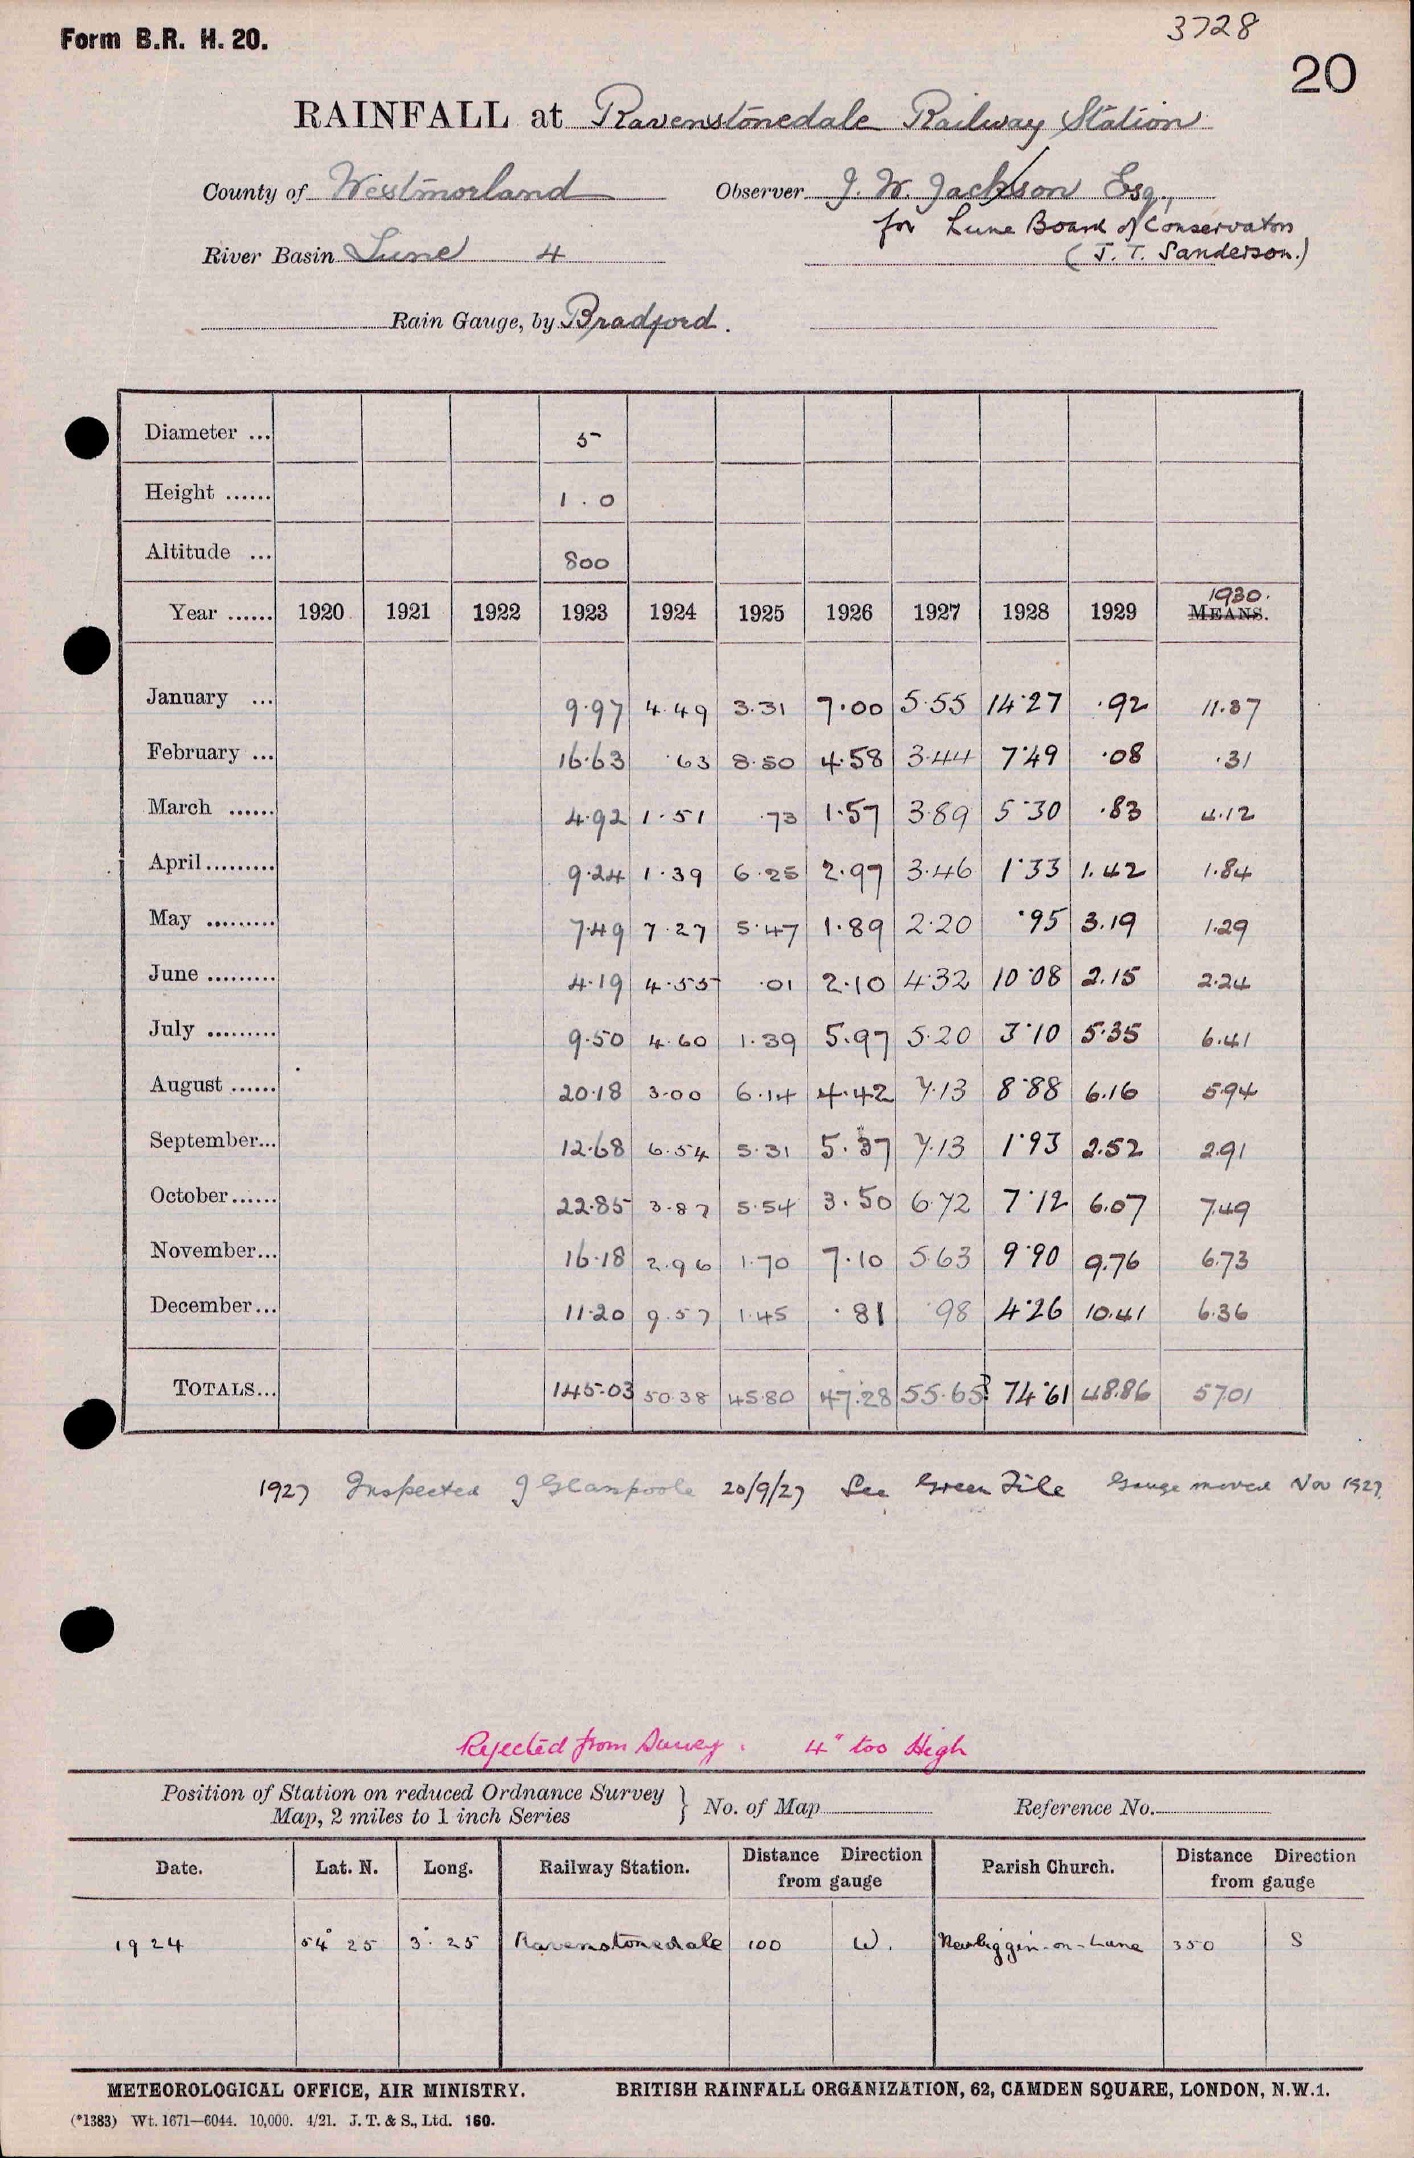 Form B.R. H. 20.
3728
20
RAINFALL at Ravenstonedale Railway Station
County of Westmorland Observer J. W. Jackson Esq.,
for Lune Board of Conservators
River Basin Lune 4 (J. T. Sanderson.)
Rain Gauge, by Bradford.
Diameter ... 5
Height ...... 1.0
Altitude ... 800
1930.
Year ...... 1920 1921 1922 1923 1924 1925 1926 1927 1928 1929 MEANS.
January ... 9.97 4.49 3.31 7.00 5.55 14.27 .92 11.37
February ... 16.63 .63 8.50 4.58 3.44 7.49 .08 .31
March ...... 4.92 1.51 .73 1.57 3.89 5.30 .83 4.12
April ......... 9.24 1.39 6.25 2.97 3.46 1.33 1.42 1.84
May ......... 7.49 7.27 5.47 1.89 2.20 .95 3.19 1.29
June ......... 4.19 4.55 .01 2.10 4.32 10.08 2.15 2.24
July ......... 9.50 4.60 1.39 5.97 5.20 3.10 5.35 6.41
August ...... 20.18 3.00 6.14 4.42 7.13 8.88 6.16 5.94
September... 12.68 6.54 5.31 5.37 7.13 1.93 2.52 2.91
October ...... 22.85 3.87 5.54 3.50 6.72 7.12 6.07 7.49
November... 16.18 2.96 1.70 7.10 5.63 9.90 9.76 6.73
December... 11.20 9.57 1.45 .81 .98 4.26 10.41 6.36
TOTALS... 145.03 50.38 45.80 47.28 55.65? 74.61 48.86 57.01
1927 Inspected J Glasspoole 20/9/27 See Green File Gauge moved Nov 1927.
Rejected from Survey. 4" too High
Position of Station on reduced Ordnance Survey
Map, 2 miles to 1 inch Series } No. of Map Reference No.
Date. Lat. N. Long. Railway Station. Distance Direction from gauge Parish Church. Distance Direction from gauge
1924 54° 25 3° 25 Ravenstonedale 100 W. Newbiggin-on-Lune 350 S
METEOROLOGICAL OFFICE, AIR MINISTRY. BRITISH RAINFALL ORGANIZATION, 62, CAMDEN SQUARE, LONDON, N.W.1.
(*1383) Wt. 1671—6044. 10,000. 4/21. J. T. & S., Ltd. 160.